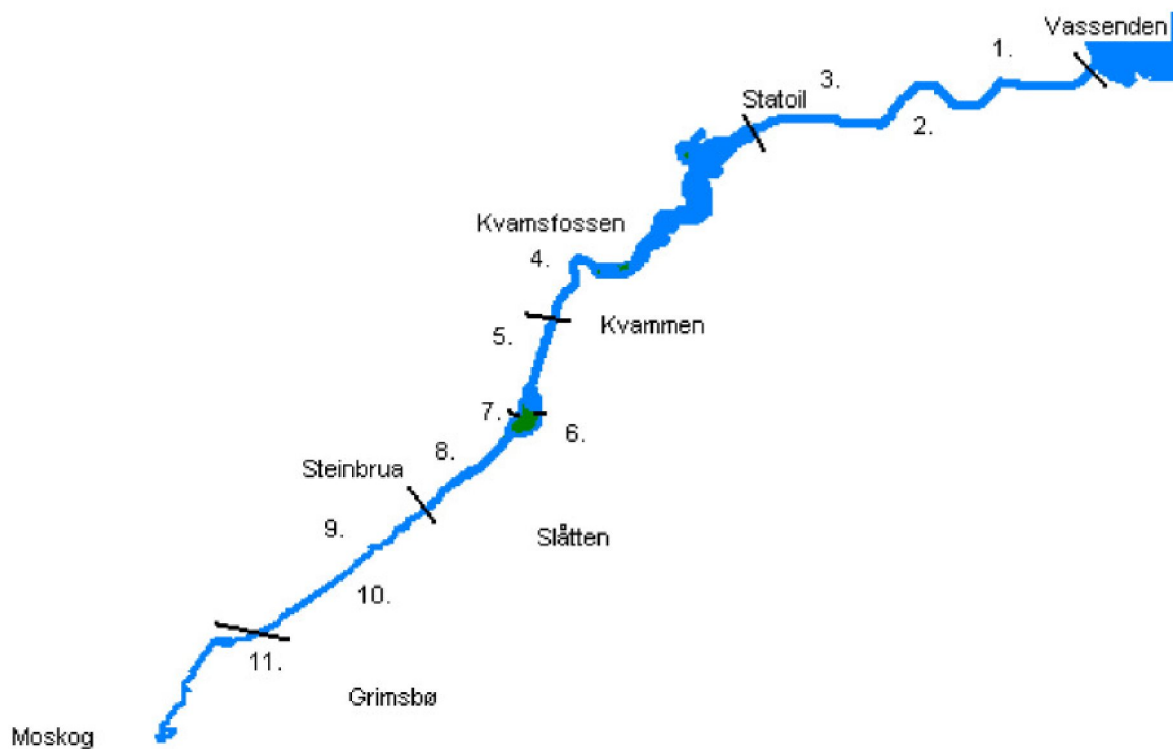 Vassenden
1.
3.
Statoil
2.
Kvamsfossen
4.
Kvammen
5.
7.
6.
8.
Steinbrua
9.
Slåtten
10.
11.
Grimsbø
Moskog